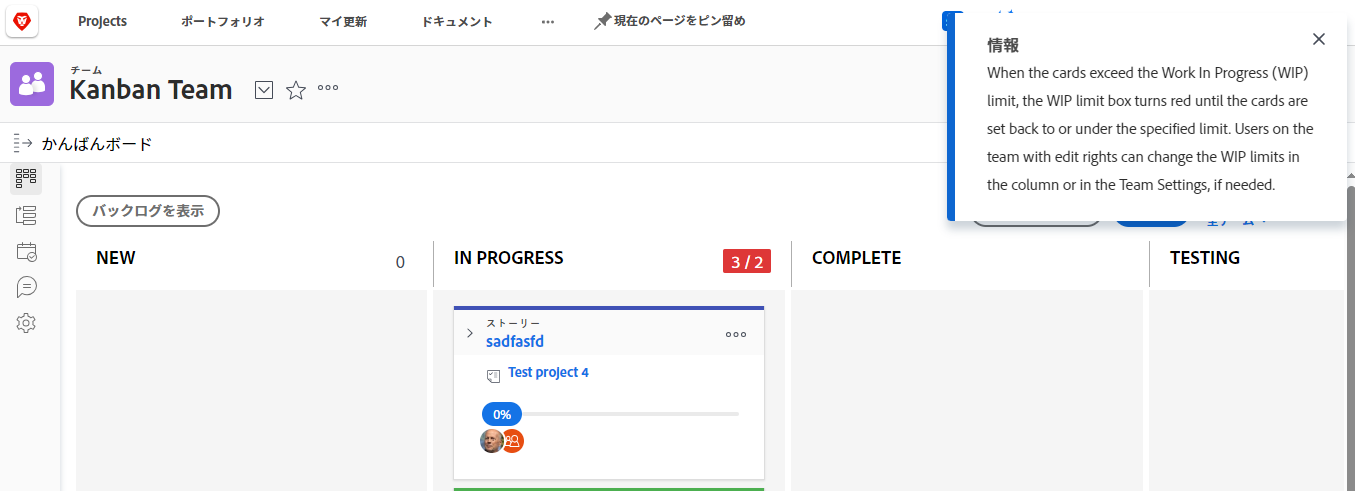 Projects ポートフォリオ マイ更新 ドキュメント 現在のページをピン留め
情報
When the cards exceed the Work In Progress (WIP)
limit, the WIP limit box turns red until the cards are
set back to or under the specified limit. Users on the
team with edit rights can change the WIP limits in
the column or in the Team Settings, if needed.
チーム
Kanban Team
かんばんボード
バックログを表示
NEW 0 IN PROGRESS 3 / 2 COMPLETE TESTING
ストーリー
sadfasfd
Test project 4
0%